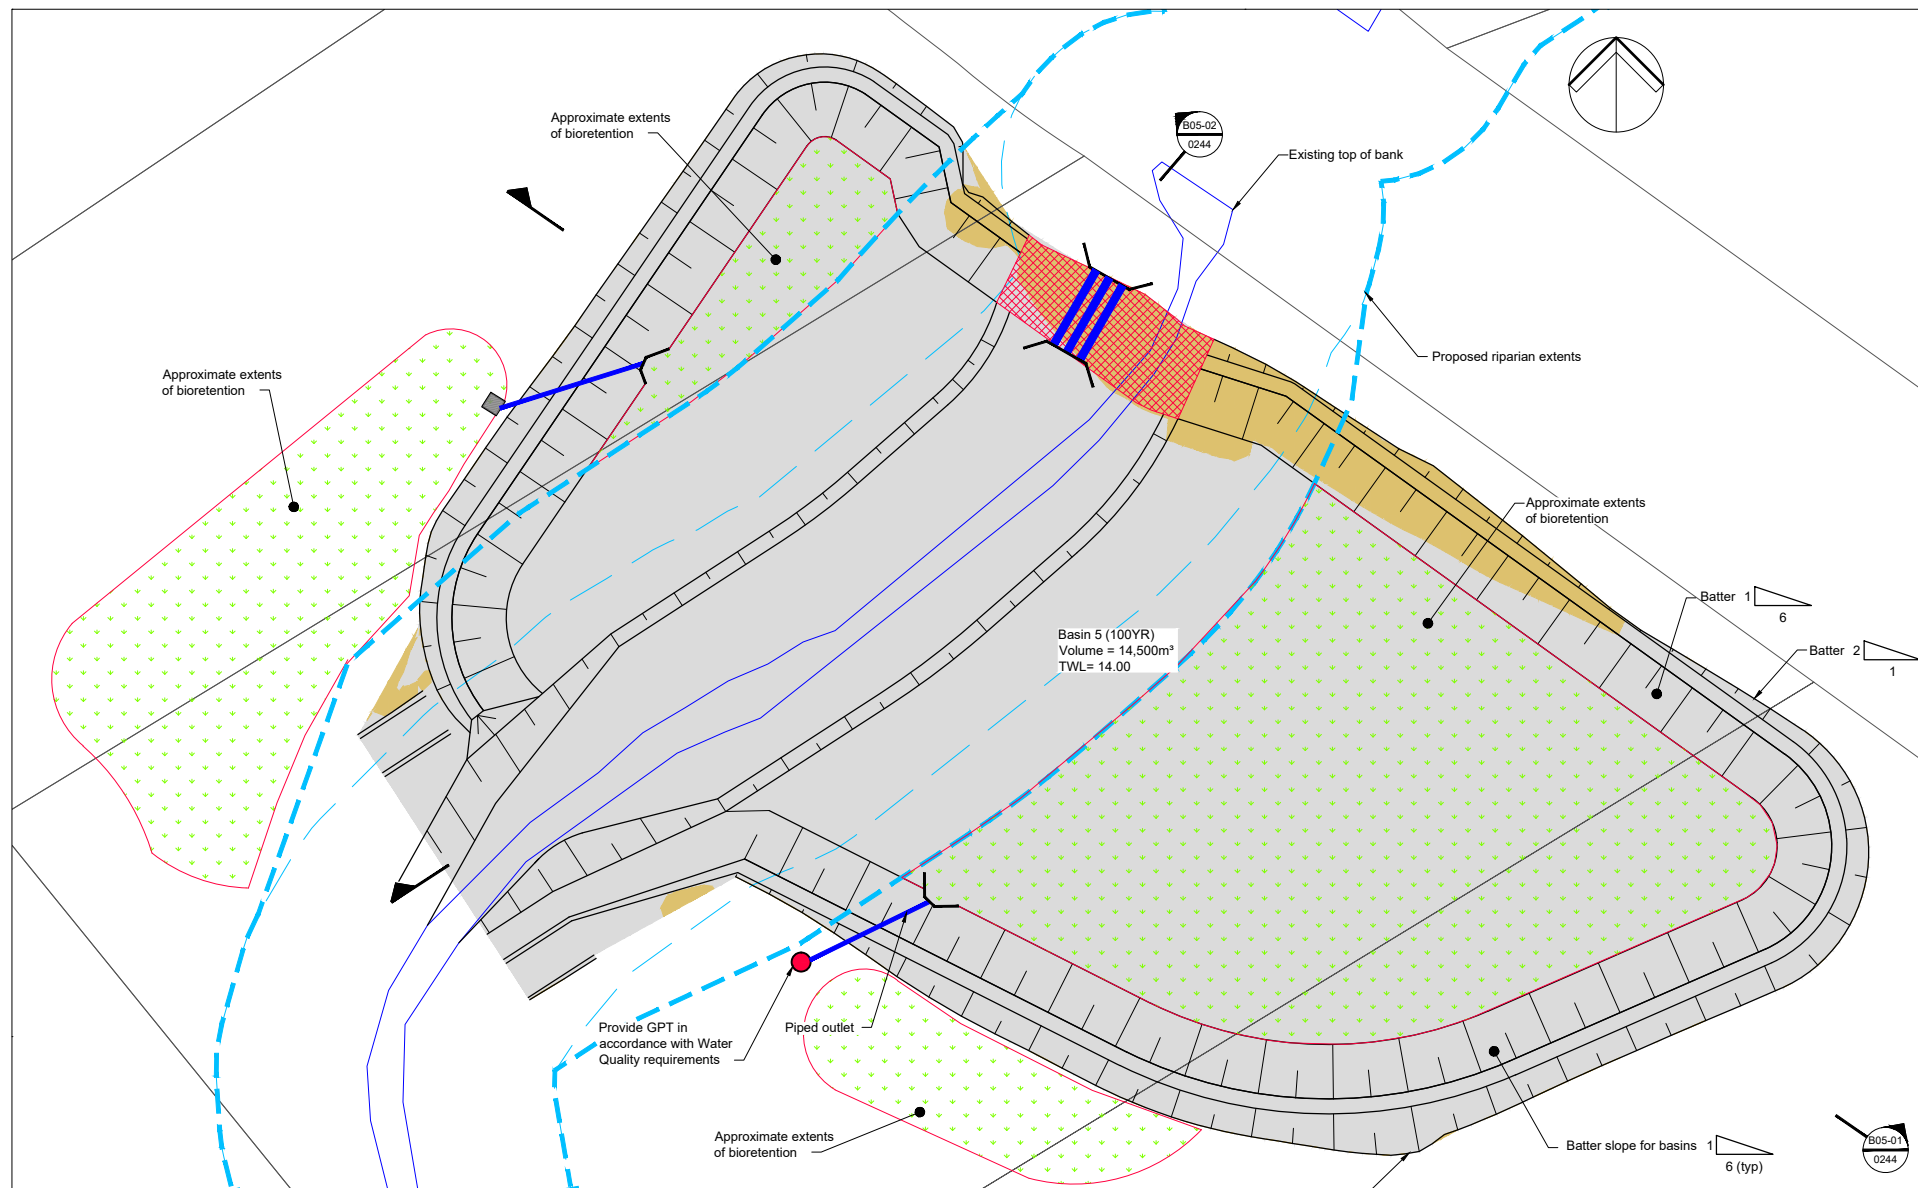 Approximate extents
of bioretention
B05-02
0244
Existing top of bank
Proposed riparian extents
Approximate extents
of bioretention
Approximate extents
of bioretention
Batter 1
6
Basin 5 (100YR)
Volume = 14,500m³
TWL= 14.00
Batter 2
1
Provide GPT in
accordance with Water
Quality requirements
Piped outlet
Approximate extents
of bioretention
Batter slope for basins 1
6 (typ)
B05-01
0244